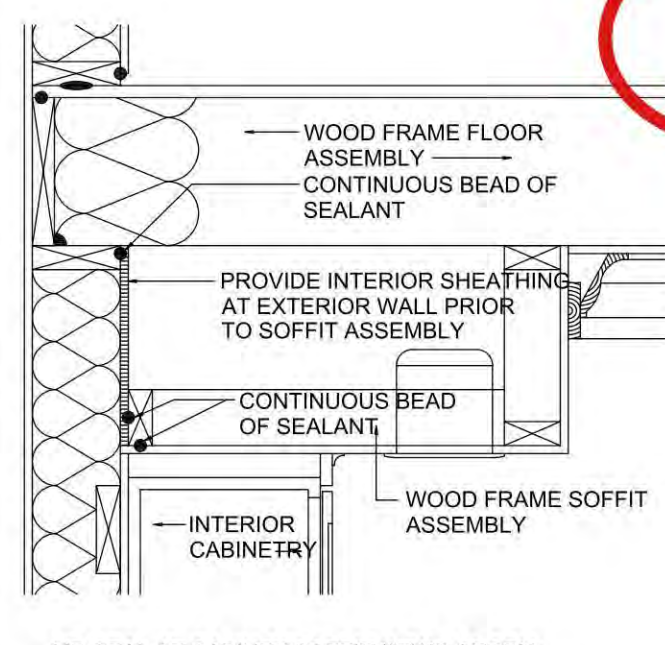 WOOD FRAME FLOOR
ASSEMBLY
CONTINUOUS BEAD OF
SEALANT
PROVIDE INTERIOR SHEATHING
AT EXTERIOR WALL PRIOR
TO SOFFIT ASSEMBLY
CONTINUOUS BEAD
OF SEALANT
WOOD FRAME SOFFIT
ASSEMBLY
INTERIOR
CABINETRY